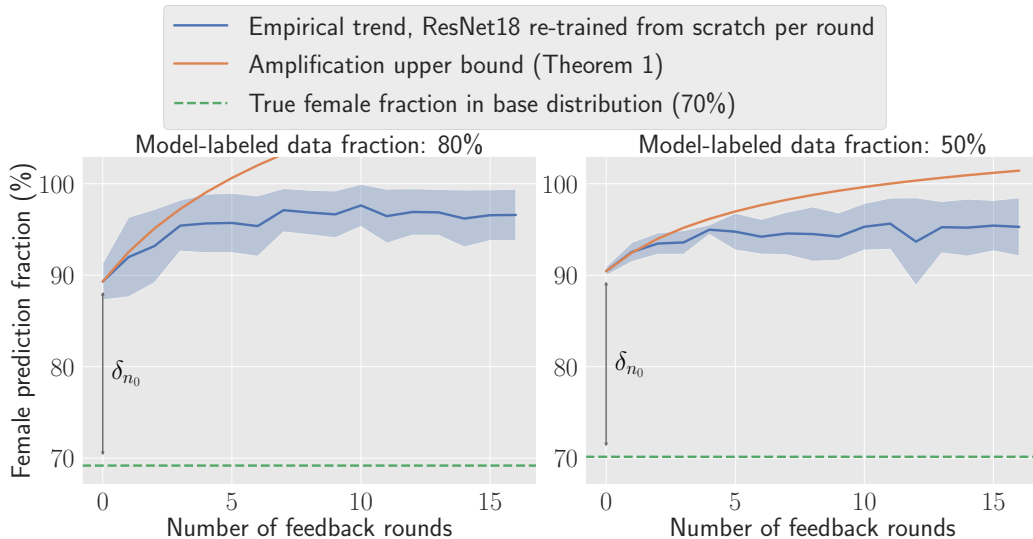 Empirical trend, ResNet18 re-trained from scratch per round
Amplification upper bound (Theorem 1)
True female fraction in base distribution (70%)
Model-labeled data fraction: 80%
Female prediction fraction (%)
100
90
80
70
δn₀
0 5 10 15
Number of feedback rounds
Model-labeled data fraction: 50%
100
90
80
70
δn₀
0 5 10 15
Number of feedback rounds